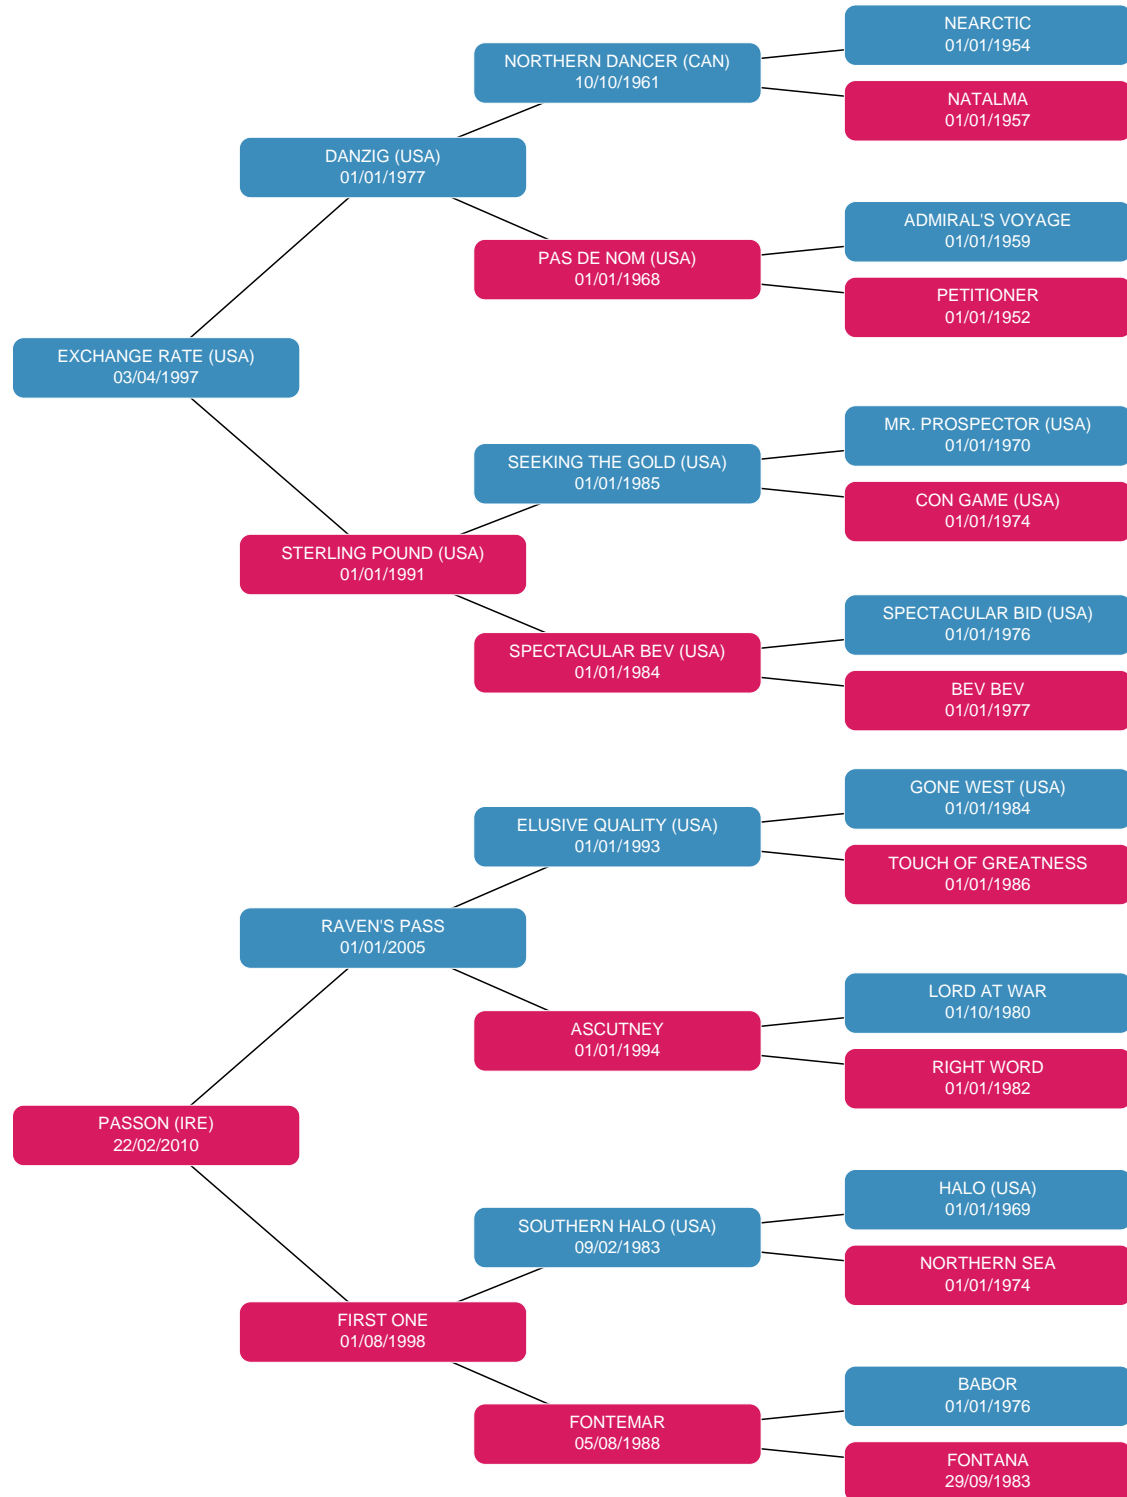 NEARCTIC
01/01/1954
NORTHERN DANCER (CAN)
10/10/1961
NATALMA
01/01/1957
DANZIG (USA)
01/01/1977
ADMIRAL'S VOYAGE
01/01/1959
PAS DE NOM (USA)
01/01/1968
PETITIONER
01/01/1952
EXCHANGE RATE (USA)
03/04/1997
MR. PROSPECTOR (USA)
01/01/1970
SEEKING THE GOLD (USA)
01/01/1985
CON GAME (USA)
01/01/1974
STERLING POUND (USA)
01/01/1991
SPECTACULAR BID (USA)
01/01/1976
SPECTACULAR BEV (USA)
01/01/1984
BEV BEV
01/01/1977
GONE WEST (USA)
01/01/1984
ELUSIVE QUALITY (USA)
01/01/1993
TOUCH OF GREATNESS
01/01/1986
RAVEN'S PASS
01/01/2005
LORD AT WAR
01/10/1980
ASCUTNEY
01/01/1994
RIGHT WORD
01/01/1982
PASSON (IRE)
22/02/2010
HALO (USA)
01/01/1969
SOUTHERN HALO (USA)
09/02/1983
NORTHERN SEA
01/01/1974
FIRST ONE
01/08/1998
BABOR
01/01/1976
FONTEMAR
05/08/1988
FONTANA
29/09/1983